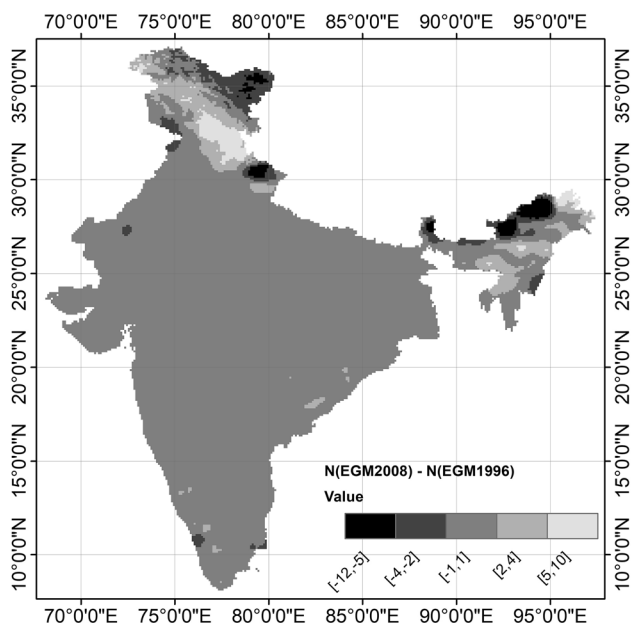 70°0'0"E 75°0'0"E 80°0'0"E 85°0'0"E 90°0'0"E 95°0'0"E
35°0'0"N 35°0'0"N
30°0'0"N 30°0'0"N
25°0'0"N 25°0'0"N
20°0'0"N 20°0'0"N
15°0'0"N 15°0'0"N
10°0'0"N 10°0'0"N
N(EGM2008) - N(EGM1996)
Value
[-12,-5] [-4,-2] [-1,1] [2,4] [5,10]
70°0'0"E 75°0'0"E 80°0'0"E 85°0'0"E 90°0'0"E 95°0'0"E